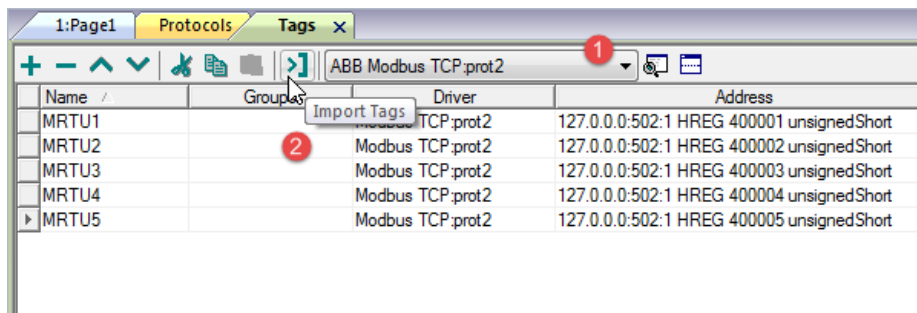 1:Page1 Protocols Tags x
1
ABB Modbus TCP:prot2
Name Groups Driver Address
Import Tags
MRTU1 Modbus TCP:prot2 127.0.0.0:502:1 HREG 400001 unsignedShort
2
MRTU2 Modbus TCP:prot2 127.0.0.0:502:1 HREG 400002 unsignedShort
MRTU3 Modbus TCP:prot2 127.0.0.0:502:1 HREG 400003 unsignedShort
MRTU4 Modbus TCP:prot2 127.0.0.0:502:1 HREG 400004 unsignedShort
MRTU5 Modbus TCP:prot2 127.0.0.0:502:1 HREG 400005 unsignedShort